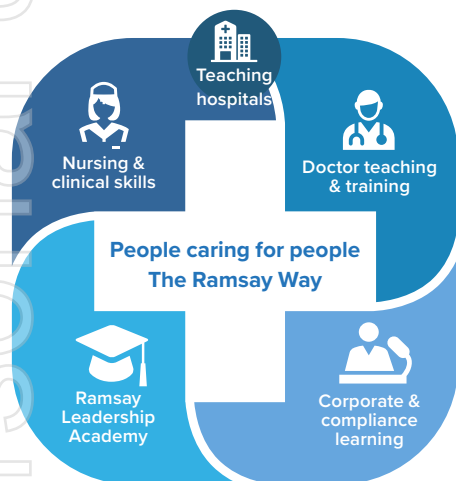 Teaching
hospitals
Nursing &
clinical skills
Doctor teaching
& training
People caring for people
The Ramsay Way
Ramsay
Leadership
Academy
Corporate &
compliance
learning